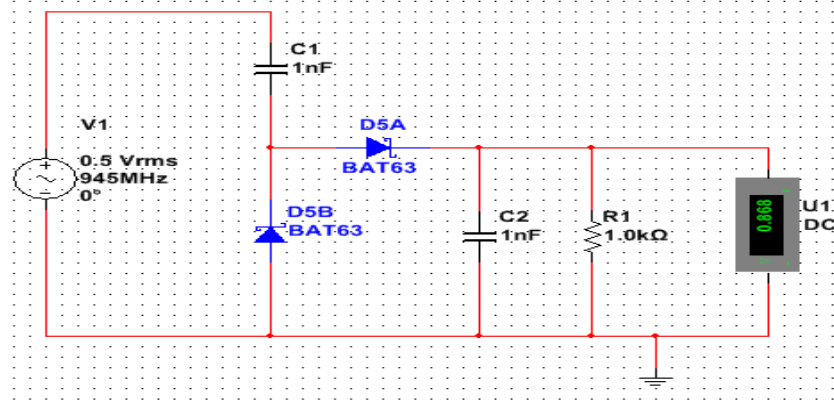 C1
1nF
V1
0.5 Vrms
945MHz
0°
D5A
BAT63
D5B
BAT63
C2
1nF
R1
1.0kΩ
0.868
U1
DC